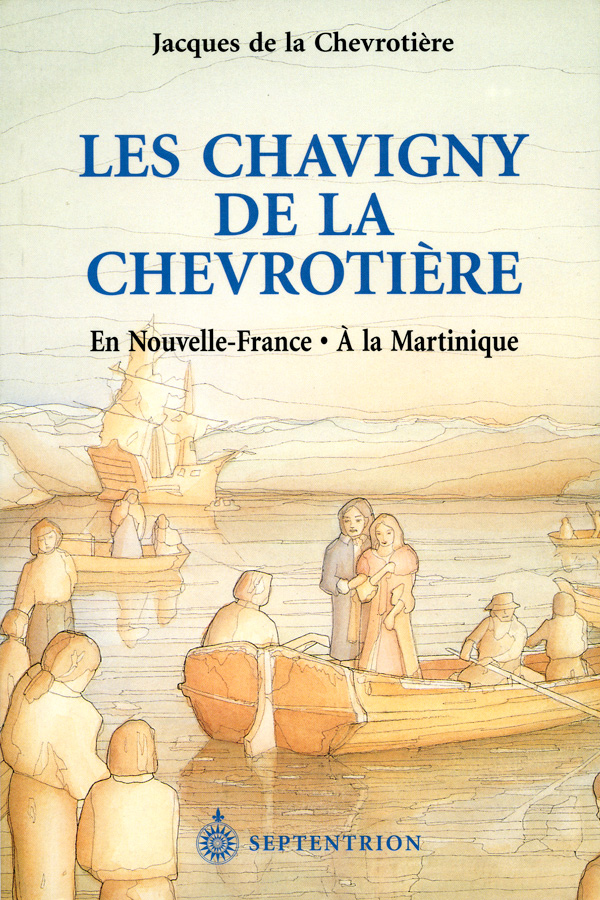 Jacques de la Chevrotière
LES CHAVIGNY
DE LA
CHEVROTIÈRE
En Nouvelle-France • À la Martinique
SEPTENTRION